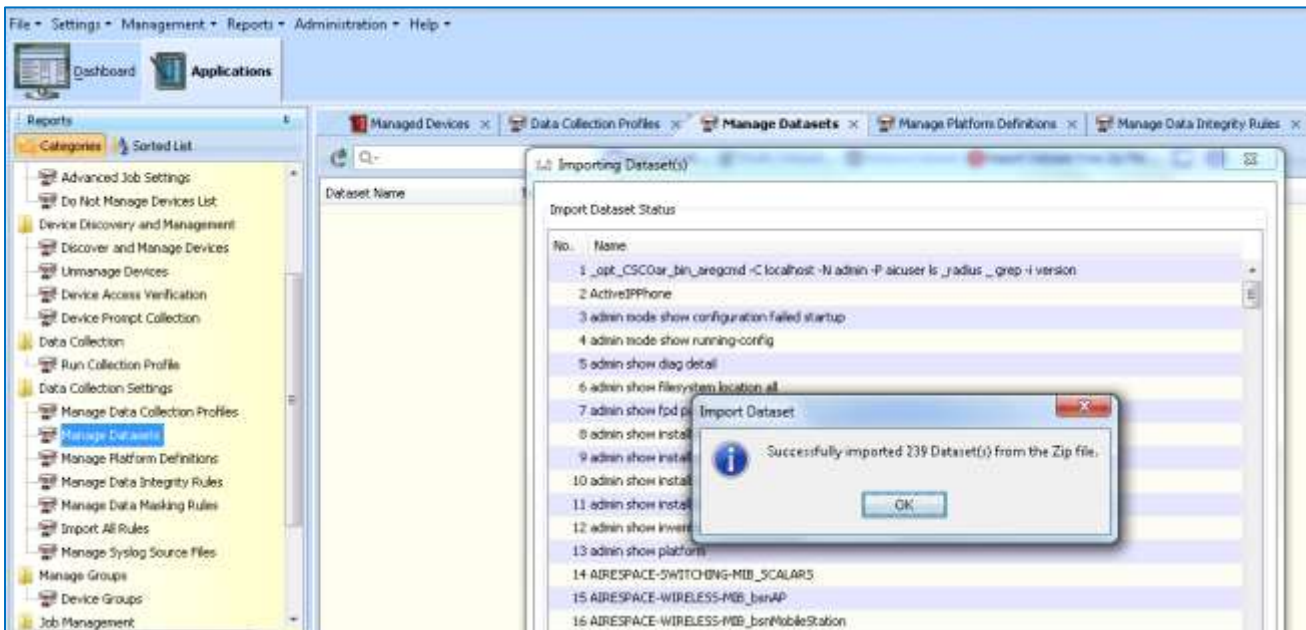 File Settings Management Reports Administration Help
Dashboard Applications
Reports
Categories Sorted List
Advanced Job Settings
Do Not Manage Devices List
Device Discovery and Management
Discover and Manage Devices
Unmanage Devices
Device Access Verification
Device Prompt Collection
Data Collection
Run Collection Profile
Data Collection Settings
Manage Data Collection Profiles
Manage Datasets
Manage Platform Definitions
Manage Data Integrity Rules
Manage Data Masking Rules
Import All Rules
Manage Syslog Source Files
Manage Groups
Device Groups
Job Management
Managed Devices Data Collection Profiles Manage Datasets Manage Platform Definitions Manage Data Integrity Rules
Dataset Name
Importing Dataset(s)
Import Dataset Status
No. Name
1 _opt_CSCOar_bin_aregcmd -C localhost -N admin -P aicuser ls _radius _ grep -i version
2 ActiveIPPhone
3 admin mode show configuration failed startup
4 admin mode show running-config
5 admin show diag detail
6 admin show filesystem location all
7 admin show fpd
8 admin show
9 admin show
10 admin show
11 admin show
12 admin show
13 admin show platform
14 AIRESPACE-SWITCHING-MIB_SCALARS
15 AIRESPACE-WIRELESS-MIB_bsnAP
16 AIRESPACE-WIRELESS-MIB_bsnMobileStation
Import Dataset
Successfully imported 239 Dataset(s) from the Zip file.
OK